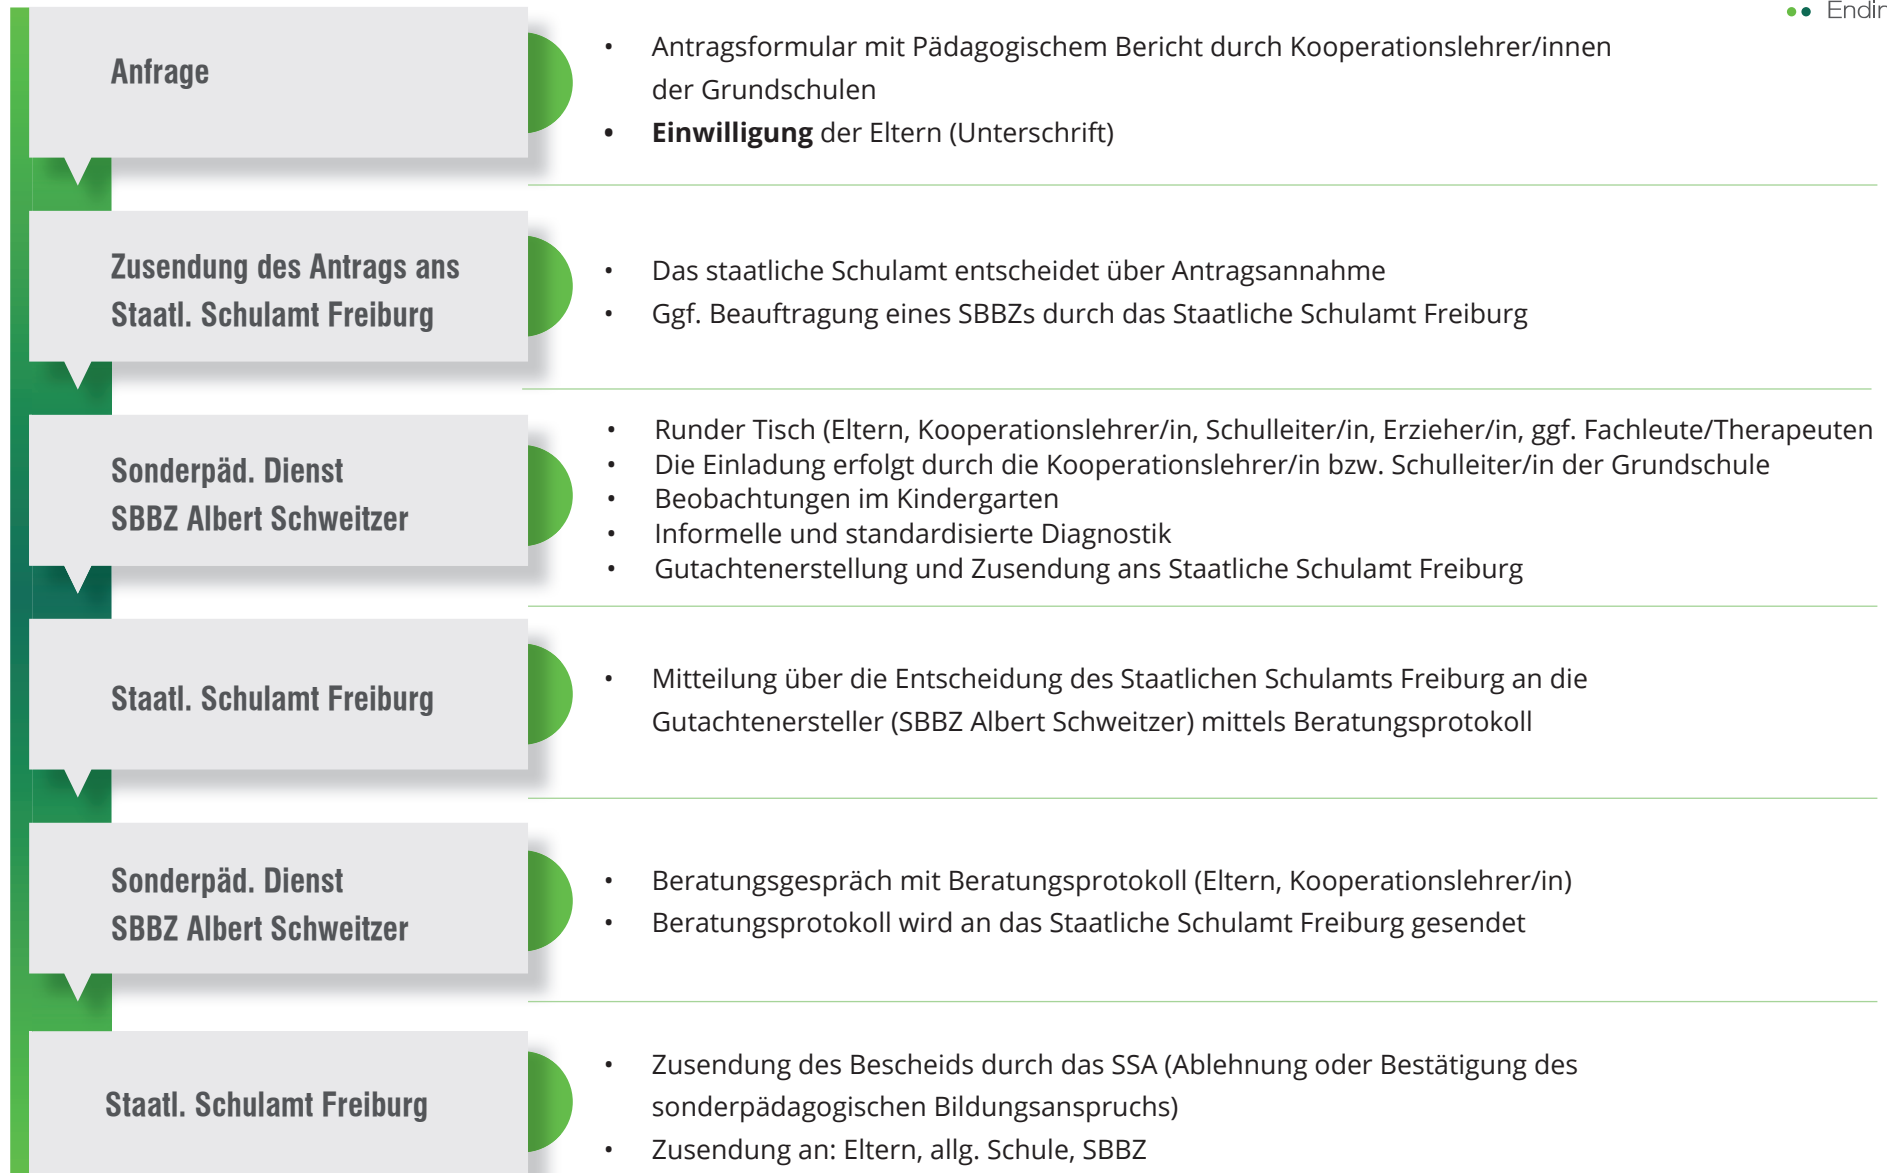 Anfrage
• Antragsformular mit Pädagogischem Bericht durch Kooperationslehrer/innen
der Grundschulen
• Einwilligung der Eltern (Unterschrift)
Zusendung des Antrags ans
Staatl. Schulamt Freiburg
• Das staatliche Schulamt entscheidet über Antragsannahme
• Ggf. Beauftragung eines SBBZs durch das Staatliche Schulamt Freiburg
Sonderpäd. Dienst
SBBZ Albert Schweitzer
• Runder Tisch (Eltern, Kooperationslehrer/in, Schulleiter/in, Erzieher/in, ggf. Fachleute/Therapeuten
• Die Einladung erfolgt durch die Kooperationslehrer/in bzw. Schulleiter/in der Grundschule
• Beobachtungen im Kindergarten
• Informelle und standardisierte Diagnostik
• Gutachtenerstellung und Zusendung ans Staatliche Schulamt Freiburg
Staatl. Schulamt Freiburg
• Mitteilung über die Entscheidung des Staatlichen Schulamts Freiburg an die
Gutachtenersteller (SBBZ Albert Schweitzer) mittels Beratungsprotokoll
Sonderpäd. Dienst
SBBZ Albert Schweitzer
• Beratungsgespräch mit Beratungsprotokoll (Eltern, Kooperationslehrer/in)
• Beratungsprotokoll wird an das Staatliche Schulamt Freiburg gesendet
Staatl. Schulamt Freiburg
• Zusendung des Bescheids durch das SSA (Ablehnung oder Bestätigung des
sonderpädagogischen Bildungsanspruchs)
• Zusendung an: Eltern, allg. Schule, SBBZ